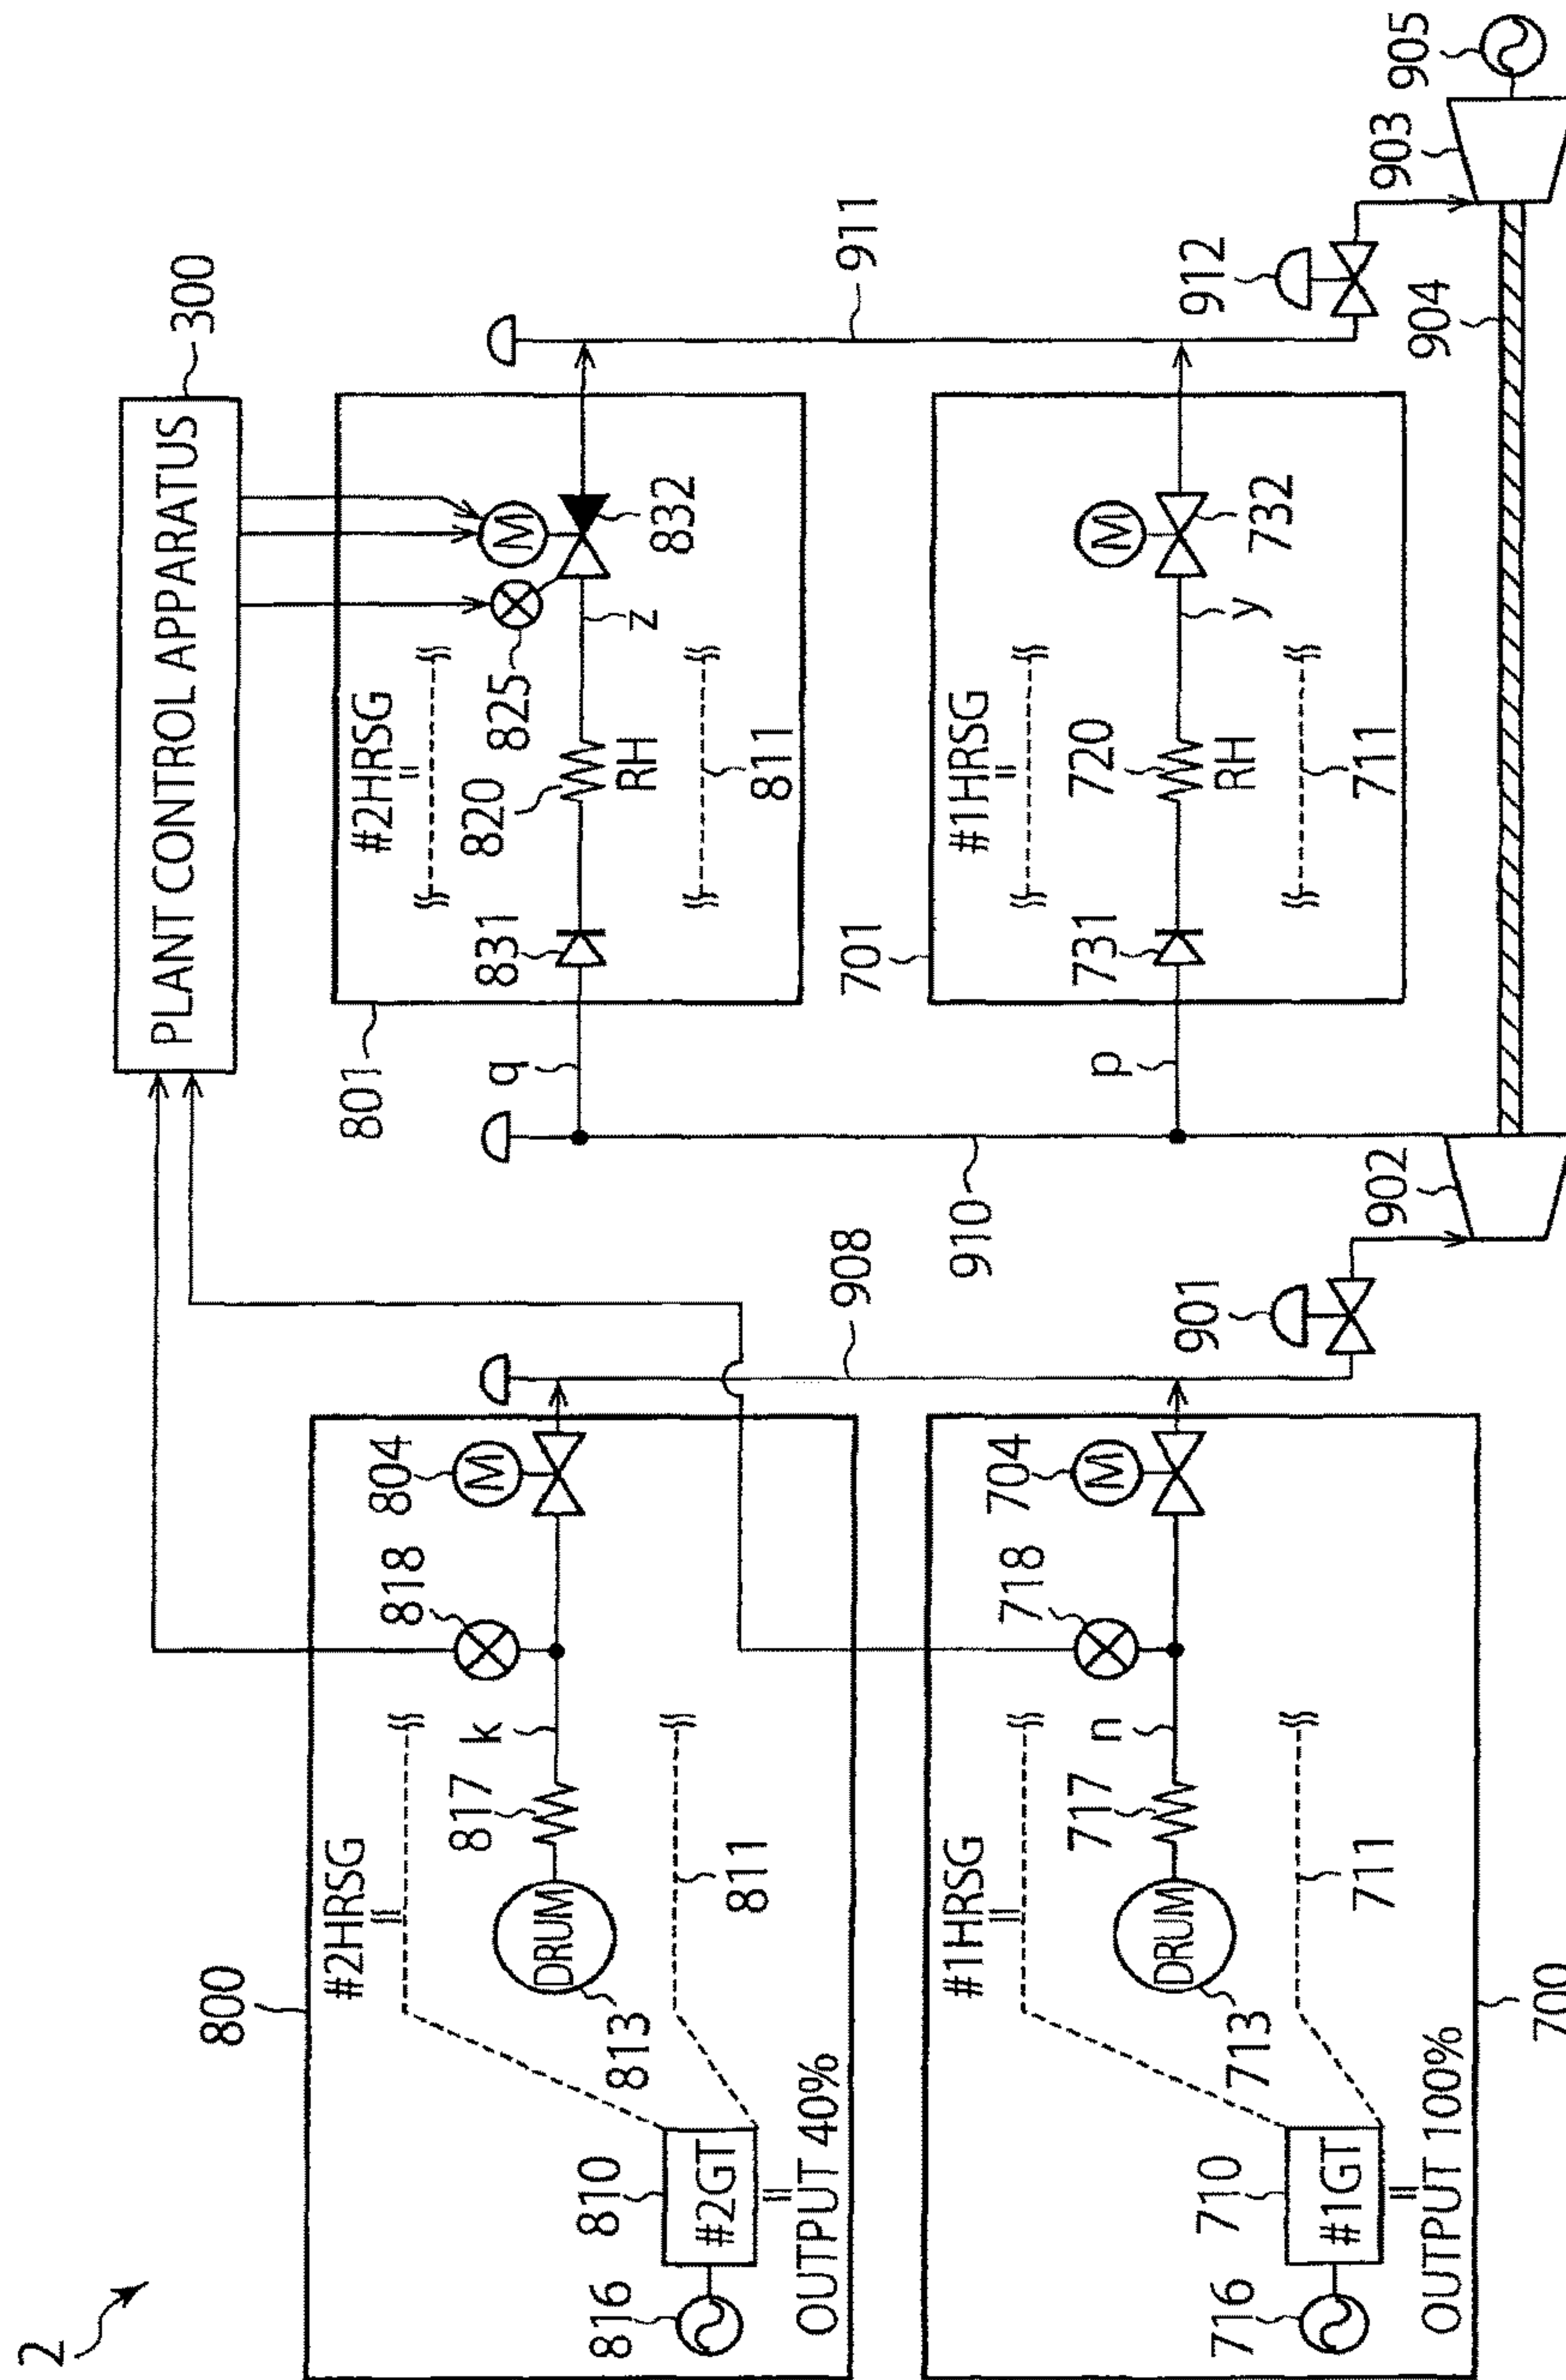 2
PLANT CONTROL APPARATUS
300
800
#2HRSG
804
M
818
k
817
DRUM
813
811
810
#2GT
816
OUTPUT 40%
908
801
#2HRSG
q
831
820
RH
825
M
z
832
811
911
#1HRSG
704
M
718
n
717
DRUM
713
711
710
#1GT
716
OUTPUT 100%
700
910
701
#1HRSG
p
731
720
RH
M
y
732
711
901
902
912
903
904
905